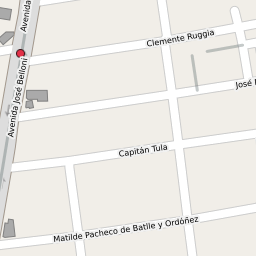 Avenida
Clemente Ruggia
Avenida José Belloni
José
Capitán Tula
Matilde Pacheco de Batlle y Ordóñez